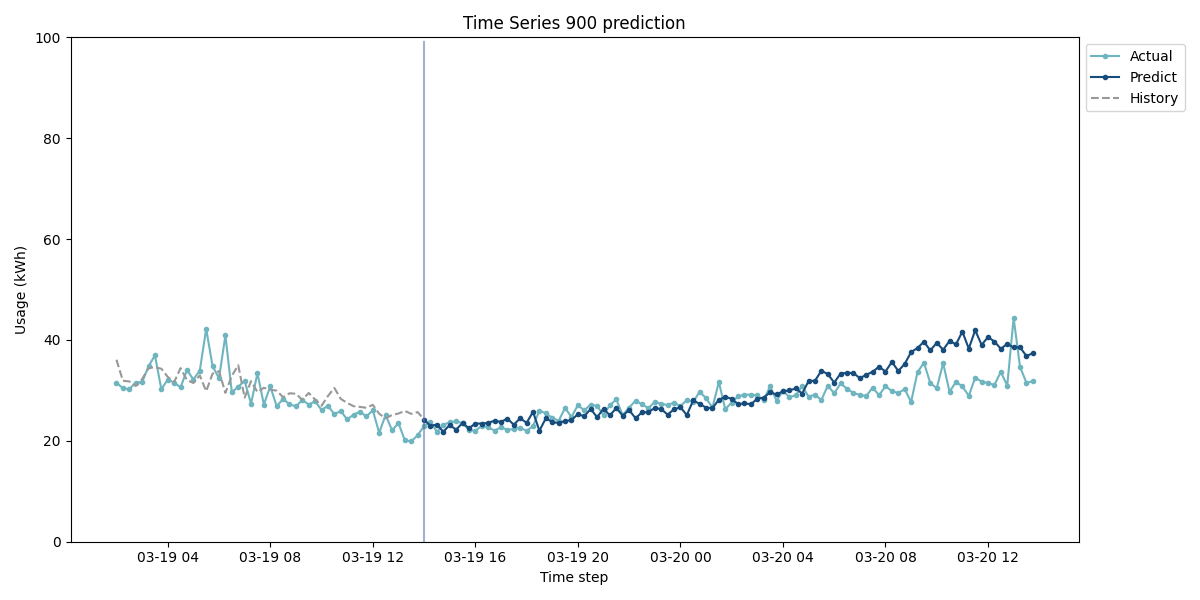 Time Series 900 prediction
Usage (kWh)
100
80
60
40
20
0
03-19 04
03-19 08
03-19 12
03-19 16
03-19 20
03-20 00
03-20 04
03-20 08
03-20 12
Time step
Actual
Predict
History